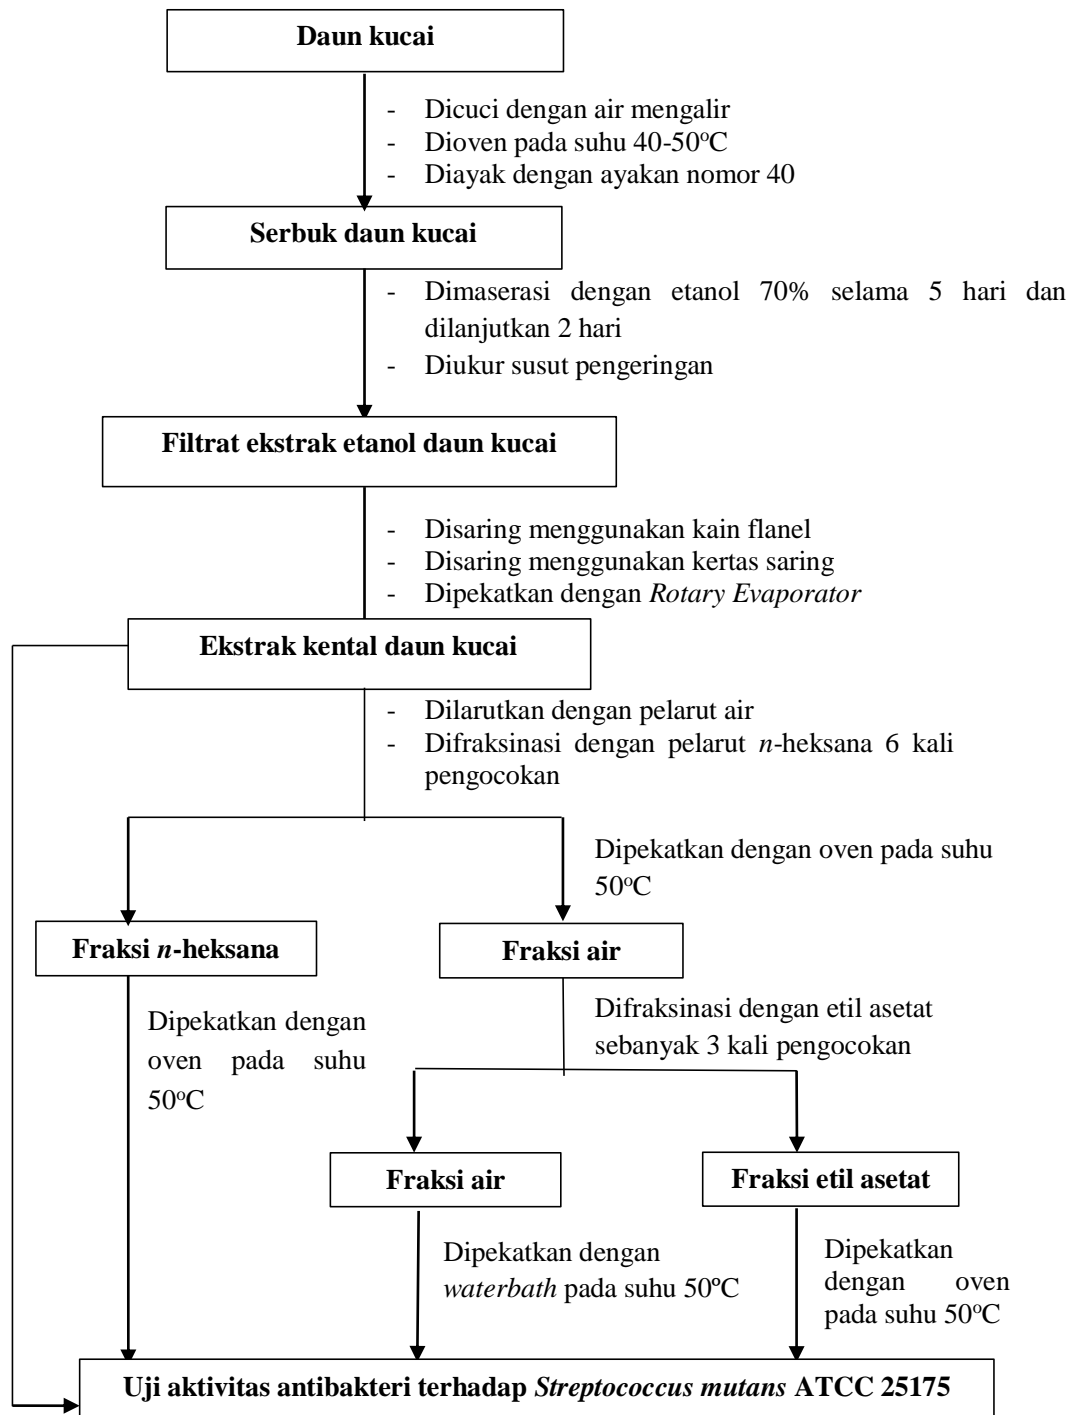 Daun kucai
- Dicuci dengan air mengalir
- Dioven pada suhu 40-50°C
- Diayak dengan ayakan nomor 40
Serbuk daun kucai
- Dimaserasi dengan etanol 70% selama 5 hari dan
dilanjutkan 2 hari
- Diukur susut pengeringan
Filtrat ekstrak etanol daun kucai
- Disaring menggunakan kain flanel
- Disaring menggunakan kertas saring
- Dipekatkan dengan Rotary Evaporator
Ekstrak kental daun kucai
- Dilarutkan dengan pelarut air
- Difraksinasi dengan pelarut n-heksana 6 kali
pengocokan
Dipekatkan dengan oven pada suhu
50°C
Fraksi n-heksana
Fraksi air
Dipekatkan dengan
oven pada suhu
50°C
Difraksinasi dengan etil asetat
sebanyak 3 kali pengocokan
Fraksi air
Fraksi etil asetat
Dipekatkan dengan
waterbath pada suhu 50°C
Dipekatkan
dengan oven
pada suhu 50°C
Uji aktivitas antibakteri terhadap Streptococcus mutans ATCC 25175